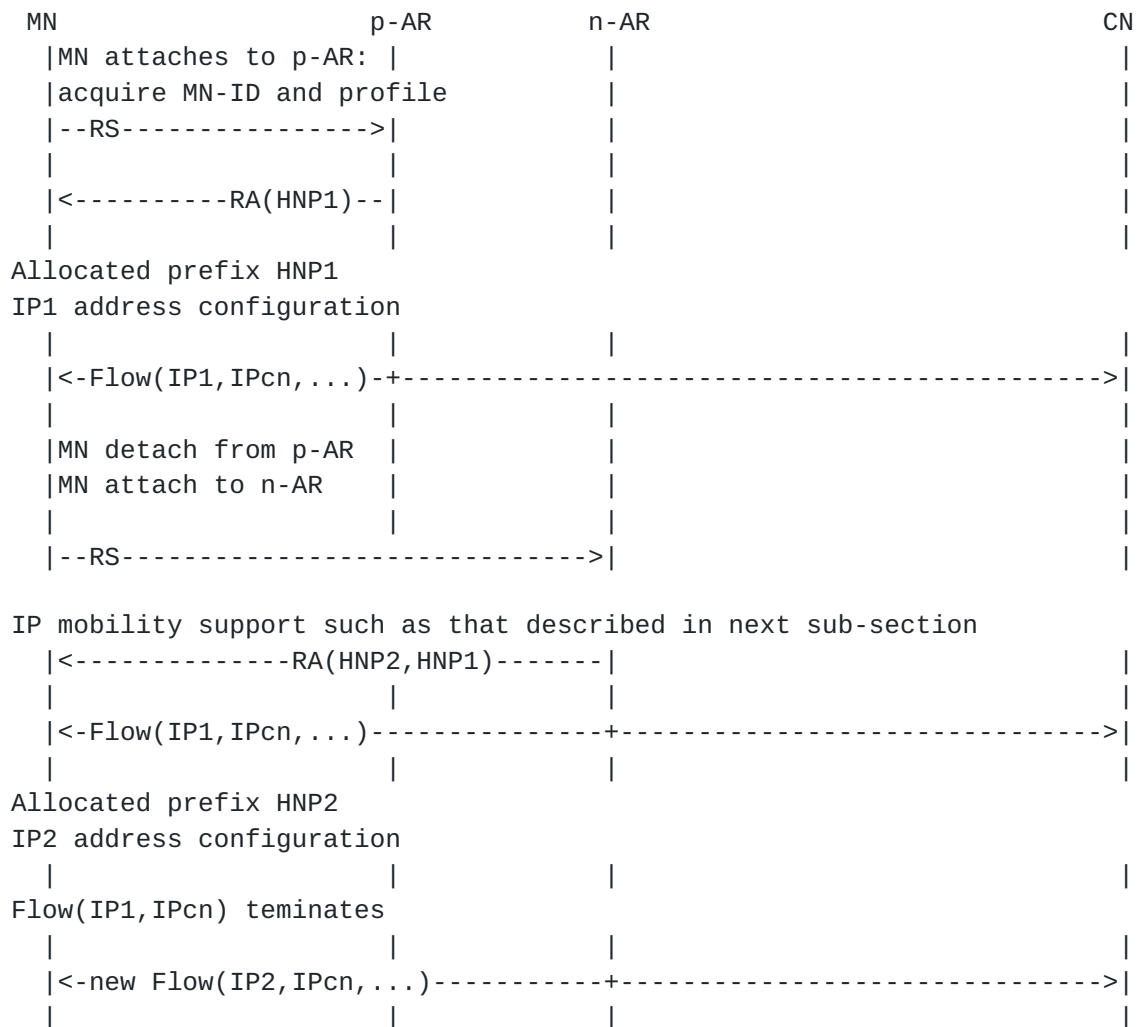 MN                    p-AR          n-AR                             CN
  |MN attaches to p-AR: |             |                                |
  |acquire MN-ID and profile          |                                |
  |--RS---------------->|             |                                |
  |                     |             |                                |
  |<----------RA(HNP1)--|             |                                |
  |                     |             |                                |
Allocated prefix HNP1
IP1 address configuration
  |                     |             |                                |
  |<-Flow(IP1,IPcn,...)-+--------------------------------------------->|
  |                     |             |                                |
  |MN detach from p-AR  |             |                                |
  |MN attach to n-AR    |             |                                |
  |                     |             |                                |
  |--RS------------------------------>|                                |
IP mobility support such as that described in next sub-section
  |<--------------RA(HNP2,HNP1)-------|                                |
  |                     |             |                                |
  |<-Flow(IP1,IPcn,...)---------------+------------------------------->|
  |                     |             |                                |
Allocated prefix HNP2
IP2 address configuration
  |                     |             |                                |
Flow(IP1,IPcn) teminates
  |                     |             |                                |
  |<-new Flow(IP2,IPcn,...)-----------+------------------------------->|
  |                     |             |                                |